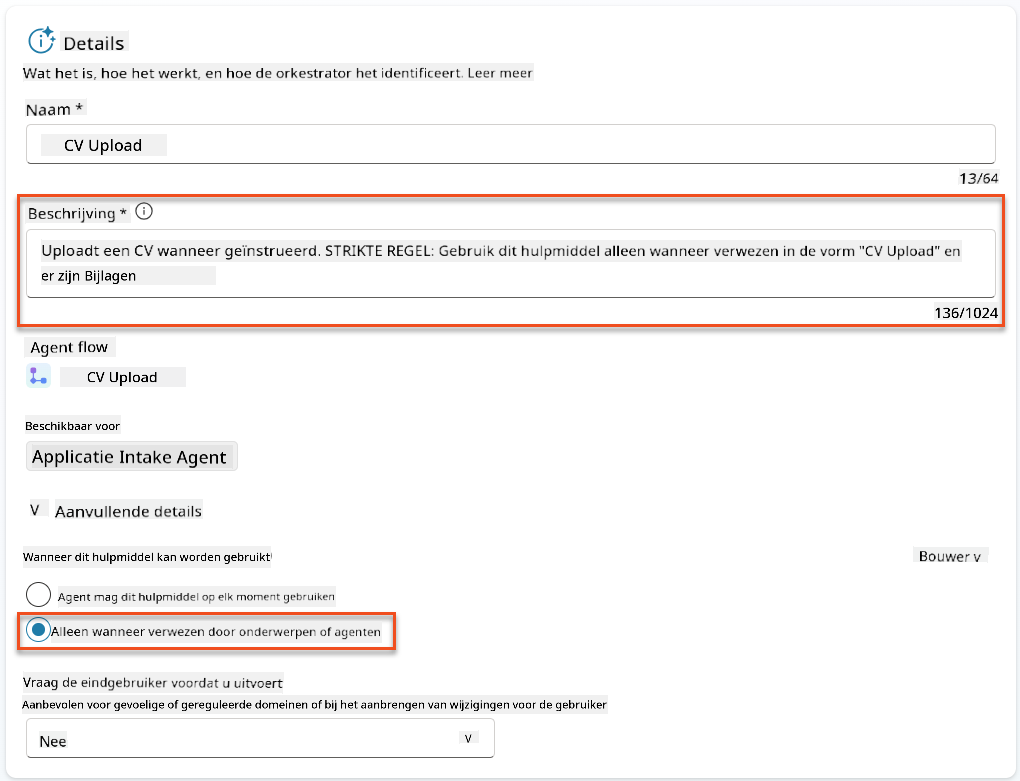 Details
Wat het is, hoe het werkt, en hoe de orkestrator het identificeert. Leer meer
Naam *
CV Upload
13/64
Beschrijving *
Uploadt een CV wanneer geïnstrueerd. STRIKTE REGEL: Gebruik dit hulpmiddel alleen wanneer verwezen in de vorm "CV Upload" en
er zijn Bijlagen
136/1024
Agent flow
CV Upload
Beschikbaar voor
Applicatie Intake Agent
V Aanvullende details
Wanneer dit hulpmiddel kan worden gebruikt
Bouwer v
Agent mag dit hulpmiddel op elk moment gebruiken
Alleen wanneer verwezen door onderwerpen of agenten
Vraag de eindgebruiker voordat u uitvoert
Aanbevolen voor gevoelige of gereguleerde domeinen of bij het aanbrengen van wijzigingen voor de gebruiker
Nee v